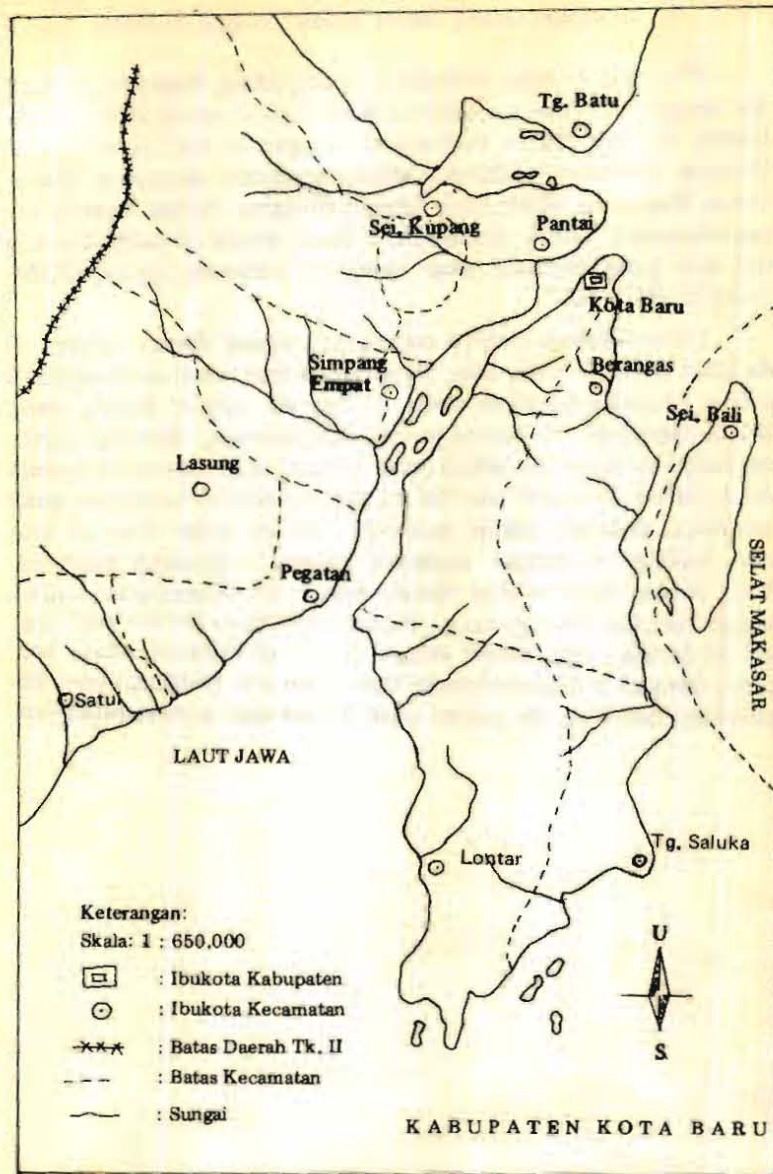 Tg. Batu
Sei. Kupang
Pantai
Kota Baru
Simpang
Empat
Berangas
Sei. Bali
Lasung
Pegatan
SELAT MAKASAR
Satui
LAUT JAWA
Lontar
Tg. Saluka
Keterangan:
Skala: 1 : 650.000
: Ibukota Kabupaten
: Ibukota Kecamatan
: Batas Daerah Tk. II
: Batas Kecamatan
: Sungai
U
S
KABUPATEN KOTA BARU